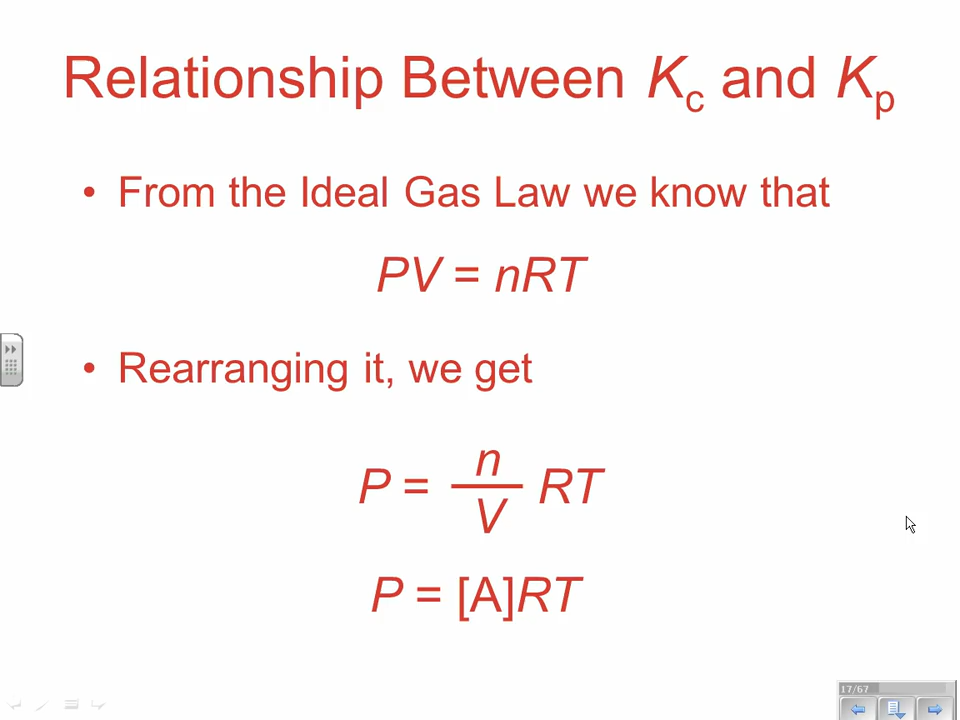 Relationship Between Kc and Kp
• From the Ideal Gas Law we know that
PV = nRT
• Rearranging it, we get
P = n/V RT
P = [A]RT
17/67